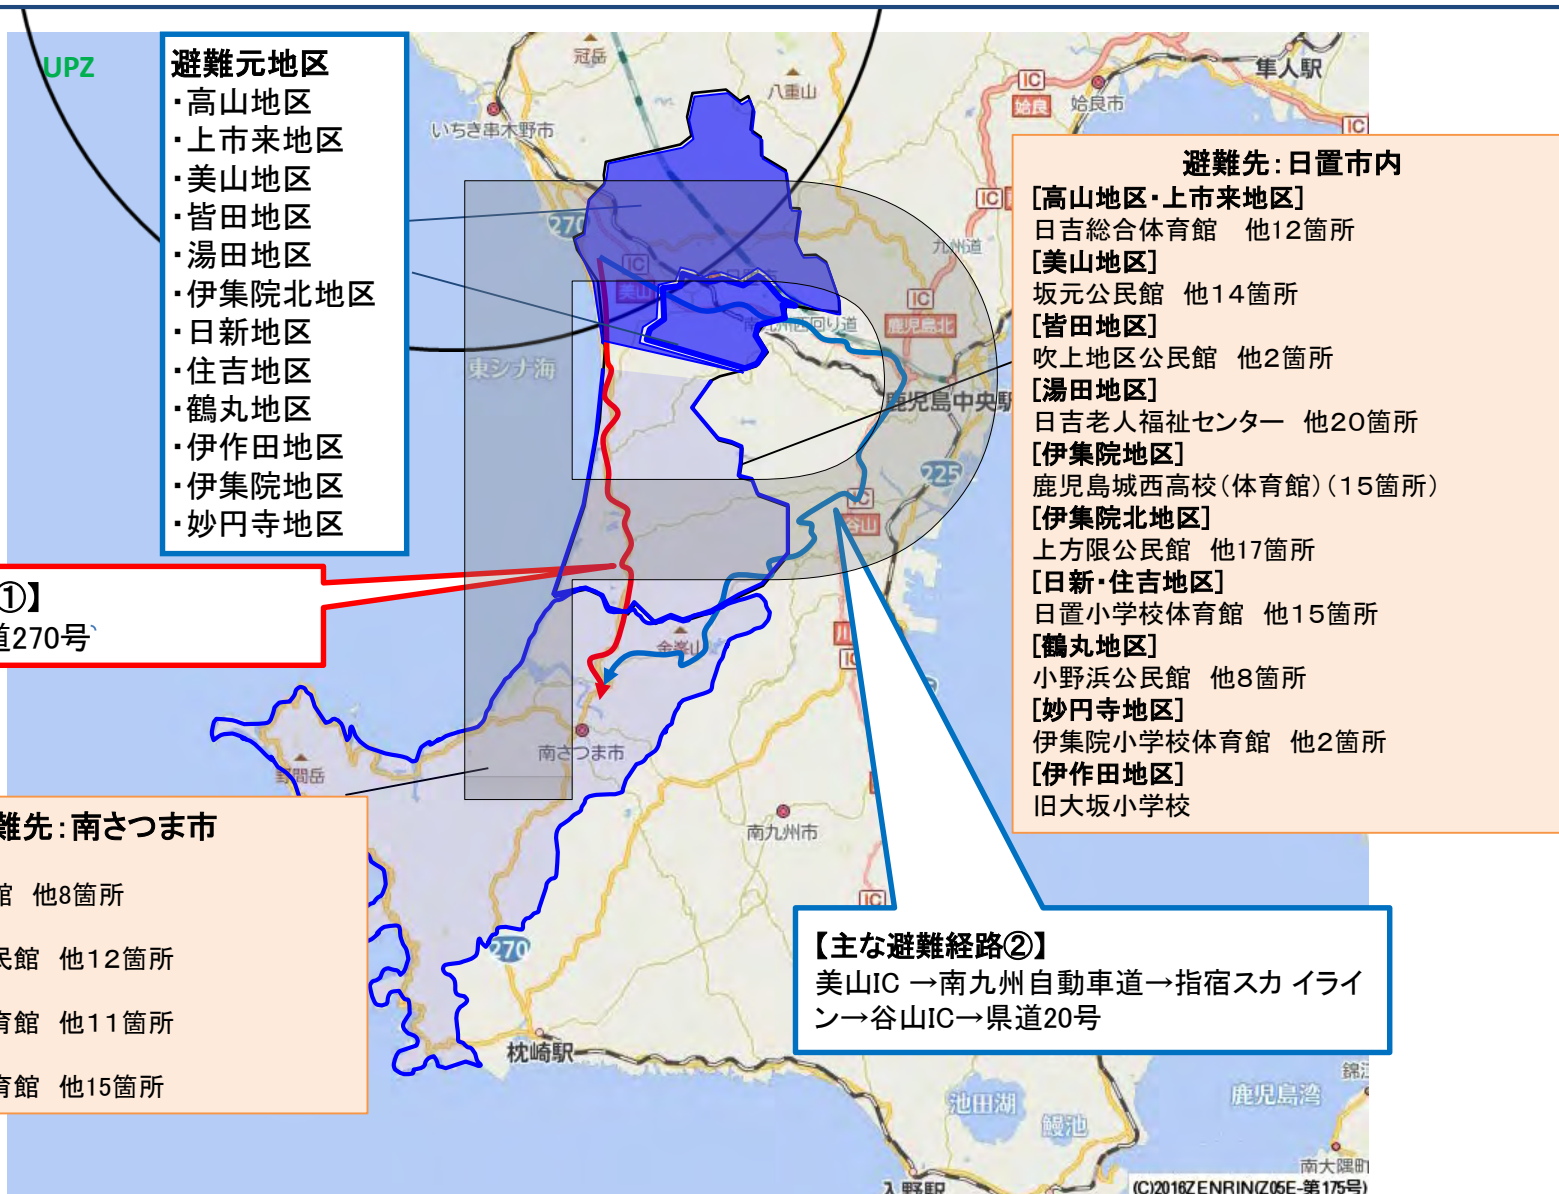 UPZ
避難元地区
・高山地区
・上市来地区
・美山地区
・皆田地区
・湯田地区
・伊集院北地区
・日新地区
・住吉地区
・鶴丸地区
・伊作田地区
・伊集院地区
・妙円寺地区
冠岳
八重山
隼人駅
IC
姶良
姶良市
IC
いちき串木野市
IC
270
九州道
IC
美山
IC
鹿児島北
南九州西回り道
東シナ海
鹿児島中央駅
225
IC
谷山
避難先：日置市内
[高山地区・上市来地区]
日吉総合体育館　他12箇所
[美山地区]
坂元公民館　他14箇所
[皆田地区]
吹上地区公民館　他2箇所
[湯田地区]
日吉老人福祉センター　他20箇所
[伊集院地区]
鹿児島城西高校（体育館）（15箇所）
[伊集院北地区]
上方限公民館　他17箇所
[日新・住吉地区]
日置小学校体育館　他15箇所
[鶴丸地区]
小野浜公民館　他8箇所
[妙円寺地区]
伊集院小学校体育館　他2箇所
[伊作田地区]
旧大坂小学校
①】
道270号
金峯山
川
IC
南さつま市
野間岳
南九州市
IC
難先：南さつま市
館　他8箇所
民館　他12箇所
育館　他11箇所
育館　他15箇所
270
枕崎駅
【主な避難経路②】
美山IC →南九州自動車道→指宿スカ イライ
ン→谷山IC→県道20号
池田湖
鰻池
鹿児島湾
錦江
南大隅町
入野駅
(C)2016ZENRIN(Z05E-第175号)